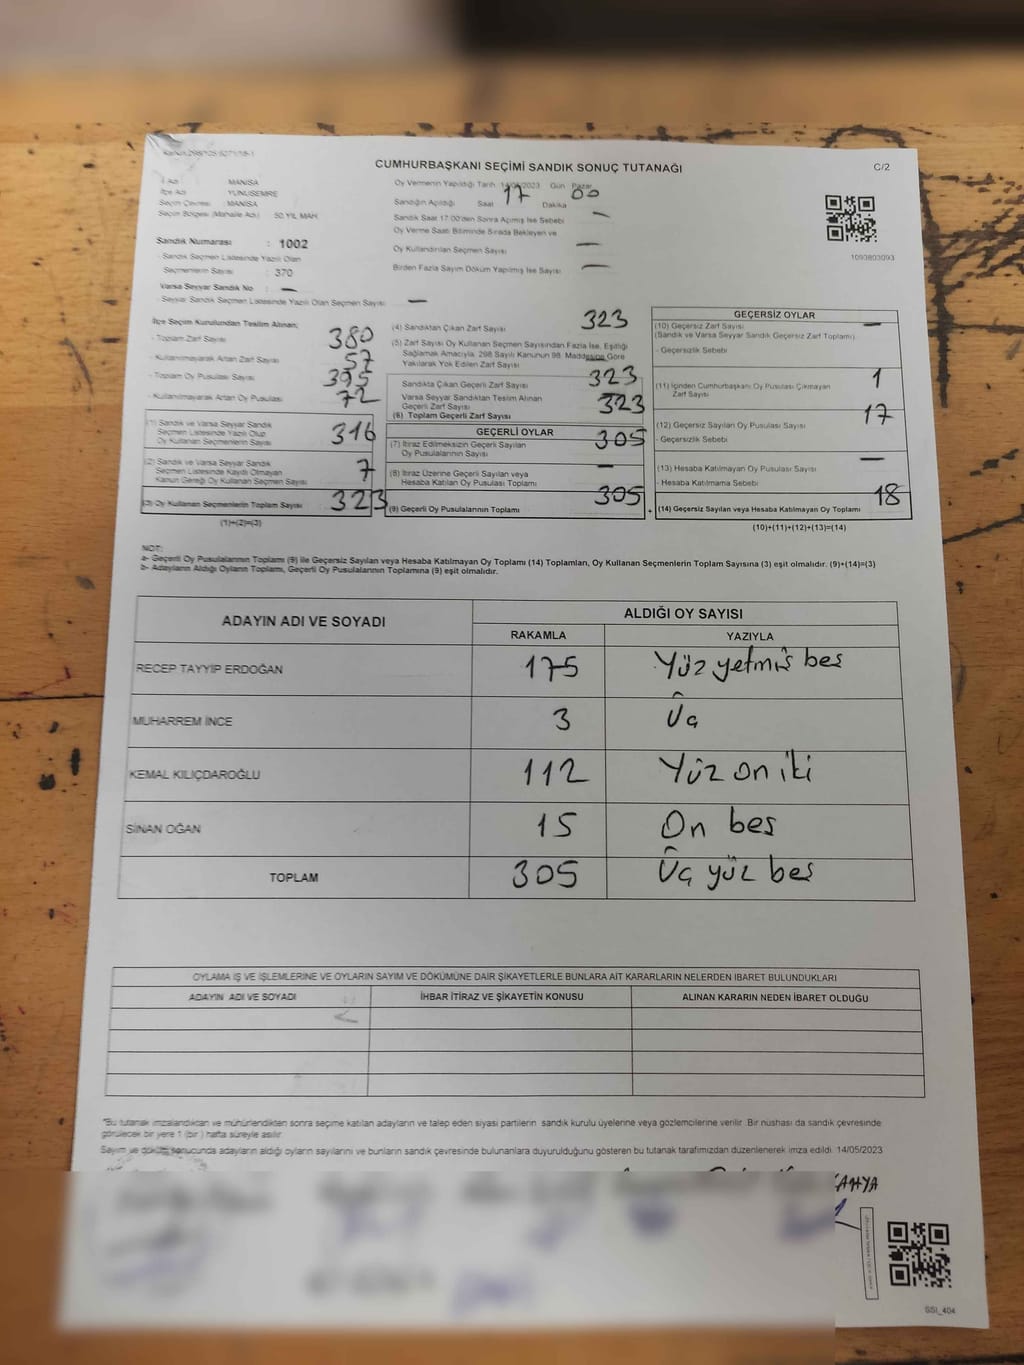 CUMHURBAŞKANI SEÇİMİ SANDIK SONUÇ TUTANAĞI
C/2
İl Adı MANİSA
İlçe Adı YUNUSEMRE
Seçim Çevresi : MANİSA
Seçim Bölgesi (Mahalle Adı) 50.YIL MAH.
Sandık Numarası : 1002
- Sandık Seçmen Listesinde Yazılı Olan
Seçmenlerin Sayısı : 370
Varsa Seyyar Sandık No : —
- Seyyar Sandık Seçmen Listesinde Yazılı Olan Seçmen Sayısı —
Oy Vermenin Yapıldığı Tarih 14/05/2023 Gün Pazar
Sandığın Açıldığı Saat 17 Dakika 00
Sandık Saat 17:00'den Sonra Açılmış İse Sebebi —
Oy Verme Saati Bitiminde Sırada Bekleyen ve
Oy Kullandırılan Seçmen Sayısı —
Birden Fazla Sayım Döküm Yapılmış İse Sayısı —
1093803093
İlçe Seçim Kurulundan Teslim Alınan;
- Toplam Zarf Sayısı 380
- Kullanılmayarak Artan Zarf Sayısı 57
- Toplam Oy Pusulası Sayısı 395
- Kullanılmayarak Artan Oy Pusulası 72
(1) Sandık ve Varsa Seyyar Sandık
Seçmen Listesinde Yazılı Olup
Oy Kullanan Seçmenlerin Sayısı 316
(2) Sandık ve Varsa Seyyar Sandık
Seçmen Listesinde Kayıtlı Olmayan
Kanun Gereği Oy Kullanan Seçmen Sayısı 7
(3) Oy Kullanan Seçmenlerin Toplam Sayısı 323
(1)+(2)=(3)
(4) Sandıktan Çıkan Zarf Sayısı 323
(5) Zarf Sayısı Oy Kullanan Seçmen Sayısından Fazla İse, Eşitliği
Sağlamak Amacıyla, 298 Sayılı Kanunun 98. Maddesine Göre
Yakılarak Yok Edilen Zarf Sayısı
Sandıkta Çıkan Geçerli Zarf Sayısı 323
Varsa Seyyar Sandıktan Teslim Alınan
Geçerli Zarf Sayısı
(6) Toplam Geçerli Zarf Sayısı 323
GEÇERLİ OYLAR
(7) İtiraz Edilmeksizin Geçerli Sayılan
Oy Pusulalarının Sayısı 305
(8) İtiraz Üzerine Geçerli Sayılan veya
Hesaba Katılan Oy Pusulası Toplamı —
(9) Geçerli Oy Pusulalarının Toplamı 305
+
GEÇERSİZ OYLAR
(10) Geçersiz Zarf Sayısı —
(Sandık ve Varsa Seyyar Sandık Geçersiz Zarf Toplamı)
- Geçersizlik Sebebi
(11) İçinden Cumhurbaşkanı Oy Pusulası Çıkmayan
Zarf Sayısı 1
(12) Geçersiz Sayılan Oy Pusulası Sayısı 17
- Geçersizlik Sebebi
(13) Hesaba Katılmayan Oy Pusulası Sayısı —
- Hesaba Katılmama Sebebi
(14) Geçersiz Sayılan veya Hesaba Katılmayan Oy Toplamı 18
(10)+(11)+(12)+(13)=(14)
NOT:
a- Geçerli Oy Pusulalarının Toplamı (9) ile Geçersiz Sayılan veya Hesaba Katılmayan Oy Toplamı (14) Toplamları, Oy Kullanan Seçmenlerin Toplam Sayısına (3) eşit olmalıdır. (9)+(14)=(3)
b- Adayların Aldığı Oyların Toplamı, Geçerli Oy Pusulalarının Toplamına (9) eşit olmalıdır.
ADAYIN ADI VE SOYADI ALDIĞI OY SAYISI
RAKAMLA YAZIYLA
RECEP TAYYİP ERDOĞAN 175 Yüz yetmiş beş
MUHARREM İNCE 3 Üç
KEMAL KILIÇDAROĞLU 112 Yüz on iki
SİNAN OĞAN 15 On bes
TOPLAM 305 Üç yüz bes
OYLAMA İŞ VE İŞLEMLERİNE VE OYLARIN SAYIM VE DÖKÜMÜNE DAİR ŞİKAYETLERLE BUNLARA AİT KARARLARIN NELERDEN İBARET BULUNDUKLARI
ADAYIN ADI VE SOYADI İHBAR İTİRAZ VE ŞİKAYETİN KONUSU ALINAN KARARIN NEDEN İBARET OLDUĞU
"Bu tutanak imzalandıktan ve mühürlendikten sonra seçime katılan adayların ve talep eden siyasi partilerin sandık kurulu üyelerine veya gözlemcilerine verilir. Bir nüshası da sandık çevresinde
görülecek bir yere 1 (bir) hafta süreyle asılır.
Sayım ve döküm sonucunda adayların aldığı oyların sayılarını ve bunların sandık çevresinde bulunanlara duyurulduğunu gösteren bu tutanak tarafımızdan düzenlenerek imza edildi. 14/05/2023
SSİ_404